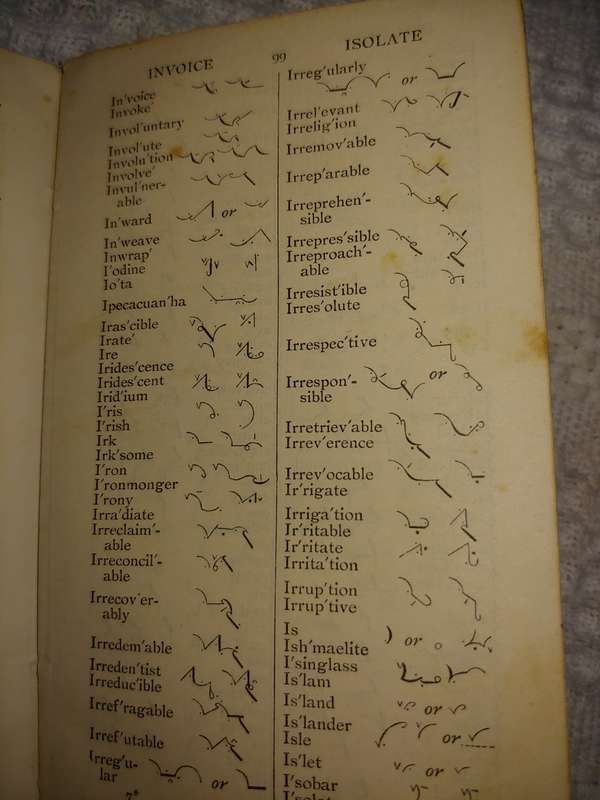 INVOICE 99 ISOLATE
In'voice
Invoke'
Invol'untary
Invol'ute
Involu'tion
Involve'
Invul'ner-
able
In'ward or
In'weave
Inwrap'
I'odine
Io'ta
Ipecacuan'ha
Iras'cible
Irate'
Ire
Irides'cence
Irides'cent
Irid'ium
I'ris
I'rish
Irk
Irk'some
I'ron
I'ronmonger
I'rony
Irra'diate
Irreclaim'-
able
Irreconcil'-
able
Irrecov'er-
ably
Irredem'able
Irreden'tist
Irreduc'ible
Irref'ragable
Irref'utable
Irreg'u-
lar or
7*
Irreg'ularly
or
Irrel'evant
Irrelig'ion
Irremov'able
Irrep'arable
Irreprehen'-
sible
Irrepres'sible
Irreproach'-
able
Irresist'ible
Irres'olute
Irrespec'tive
Irrespon'- or
sible
Irretriev'able
Irrev'erence
Irrev'ocable
Ir'rigate
Irriga'tion
Ir'ritable
Ir'ritate
Irrita'tion
Irrup'tion
Irrup'tive
Is or
Ish'maelite
I'singlass
Is'lam
Is'land or
Is'lander
Isle or
Is'let or
I'sobar